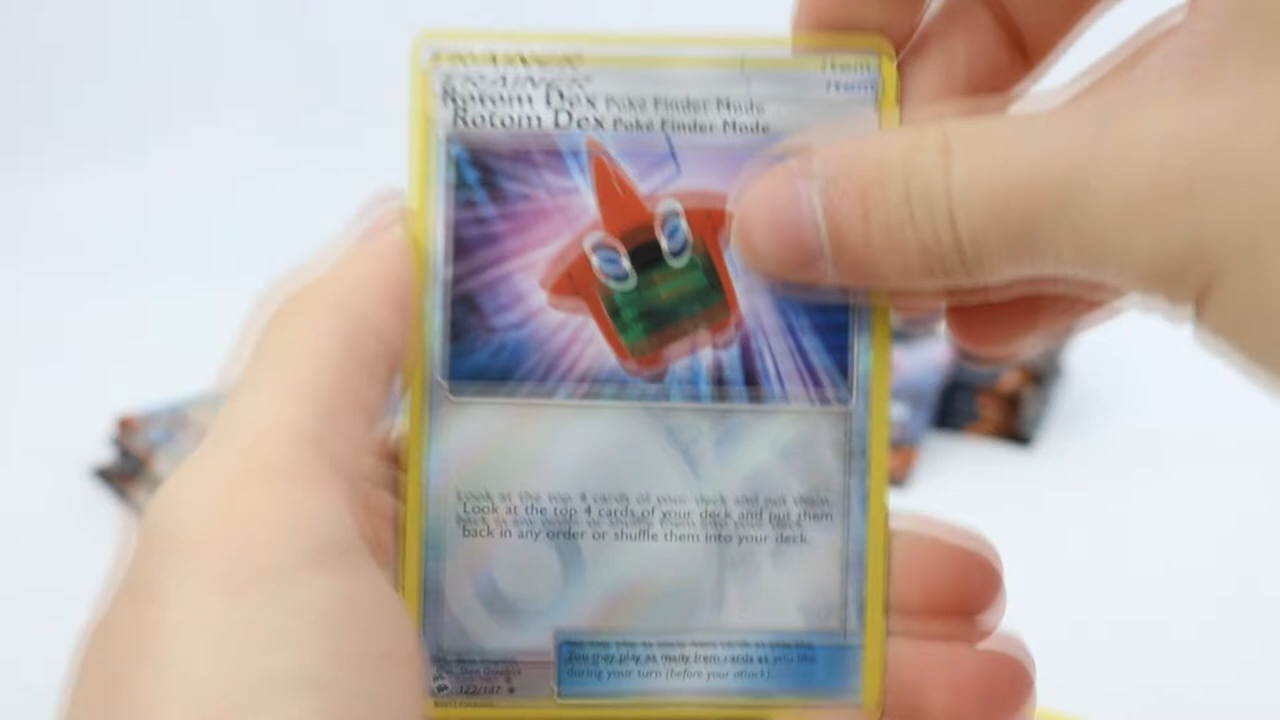 TRAINER
Item
Rotom Dex Poké Finder Mode
Look at the top 4 cards of your deck and put them
back in any order or shuffle them into your deck.
You may play as many Item cards as you like
during your turn (before your attack).
122/147